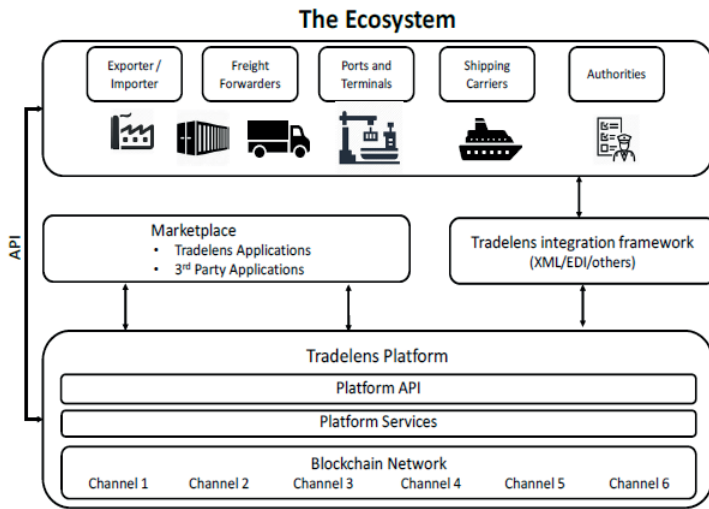 The Ecosystem
Exporter /
Importer
Freight
Forwarders
Ports and
Terminals
Shipping
Carriers
Authorities
API
Marketplace
• Tradelens Applications
• 3rd Party Applications
Tradelens integration framework
(XML/EDI/others)
Tradelens Platform
Platform API
Platform Services
Blockchain Network
Channel 1 Channel 2 Channel 3 Channel 4 Channel 5 Channel 6